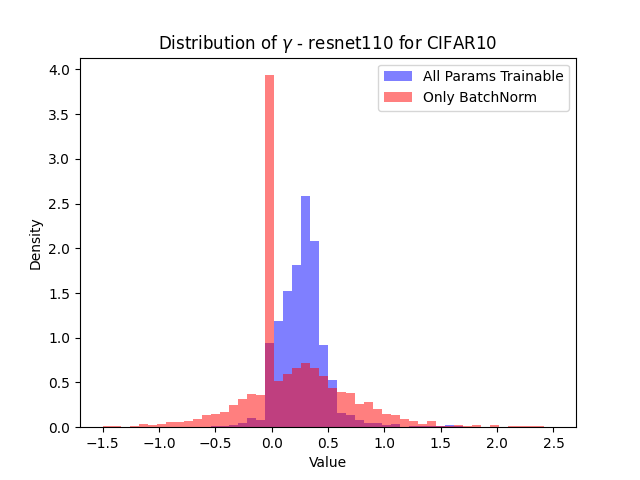 Distribution of γ - resnet110 for CIFAR10
All Params Trainable
Only BatchNorm
Density
4.0
3.5
3.0
2.5
2.0
1.5
1.0
0.5
0.0
−1.5 −1.0 −0.5 0.0 0.5 1.0 1.5 2.0 2.5
Value